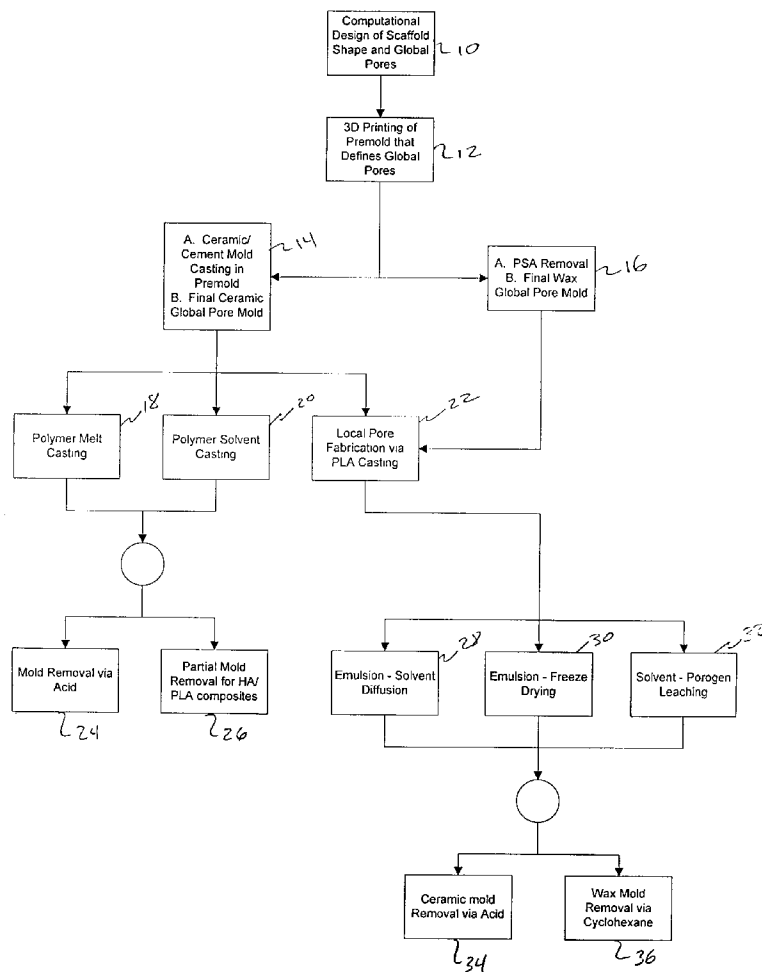 Computational
Design of Scaffold
Shape and Global
Pores
10
3D Printing of
Premold that
Defines Global
Pores
12
A. Ceramic/
Cement Mold
Casting in
Premold
B. Final Ceramic
Global Pore Mold
14
A. PSA Removal
B. Final Wax
Global Pore Mold
16
Polymer Melt
Casting
18
Polymer Solvent
Casting
20
Local Pore
Fabrication via
PLA Casting
22
Mold Removal via
Acid
24
Partial Mold
Removal for HA/
PLA composites
26
Emulsion - Solvent
Diffusion
28
Emulsion - Freeze
Drying
30
Solvent - Porogen
Leaching
32
Ceramic mold
Removal via Acid
34
Wax Mold
Removal via
Cyclohexane
36